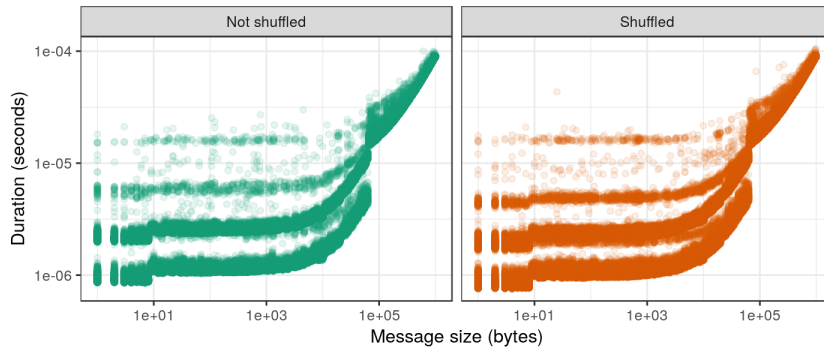 Not shuffled
Shuffled
1e-04
1e-05
1e-06
Duration (seconds)
1e+01
1e+03
1e+05
1e+01
1e+03
1e+05
Message size (bytes)